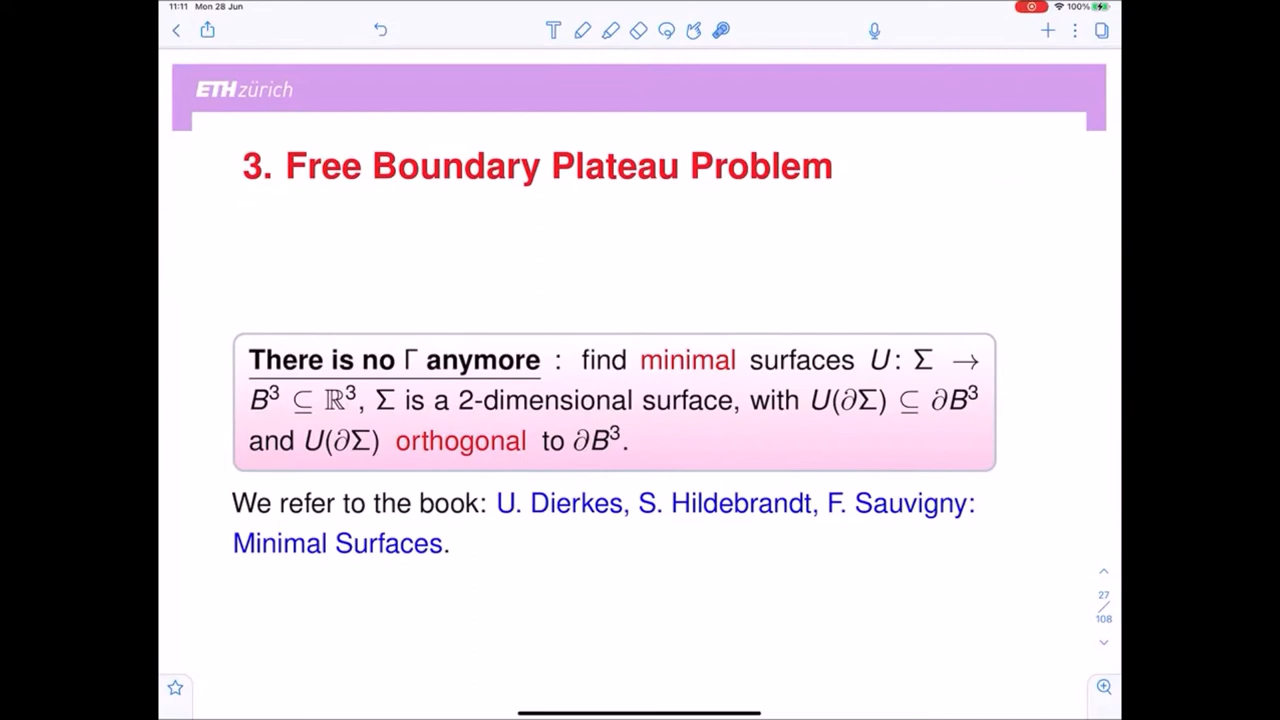 11:11 Mon 28 Jun
100%
ETH zürich
3. Free Boundary Plateau Problem
There is no Γ anymore : find minimal surfaces U: Σ →
B³ ⊆ ℝ³, Σ is a 2-dimensional surface, with U(∂Σ) ⊆ ∂B³
and U(∂Σ) orthogonal to ∂B³.
We refer to the book: U. Dierkes, S. Hildebrandt, F. Sauvigny:
Minimal Surfaces.
27
/
108